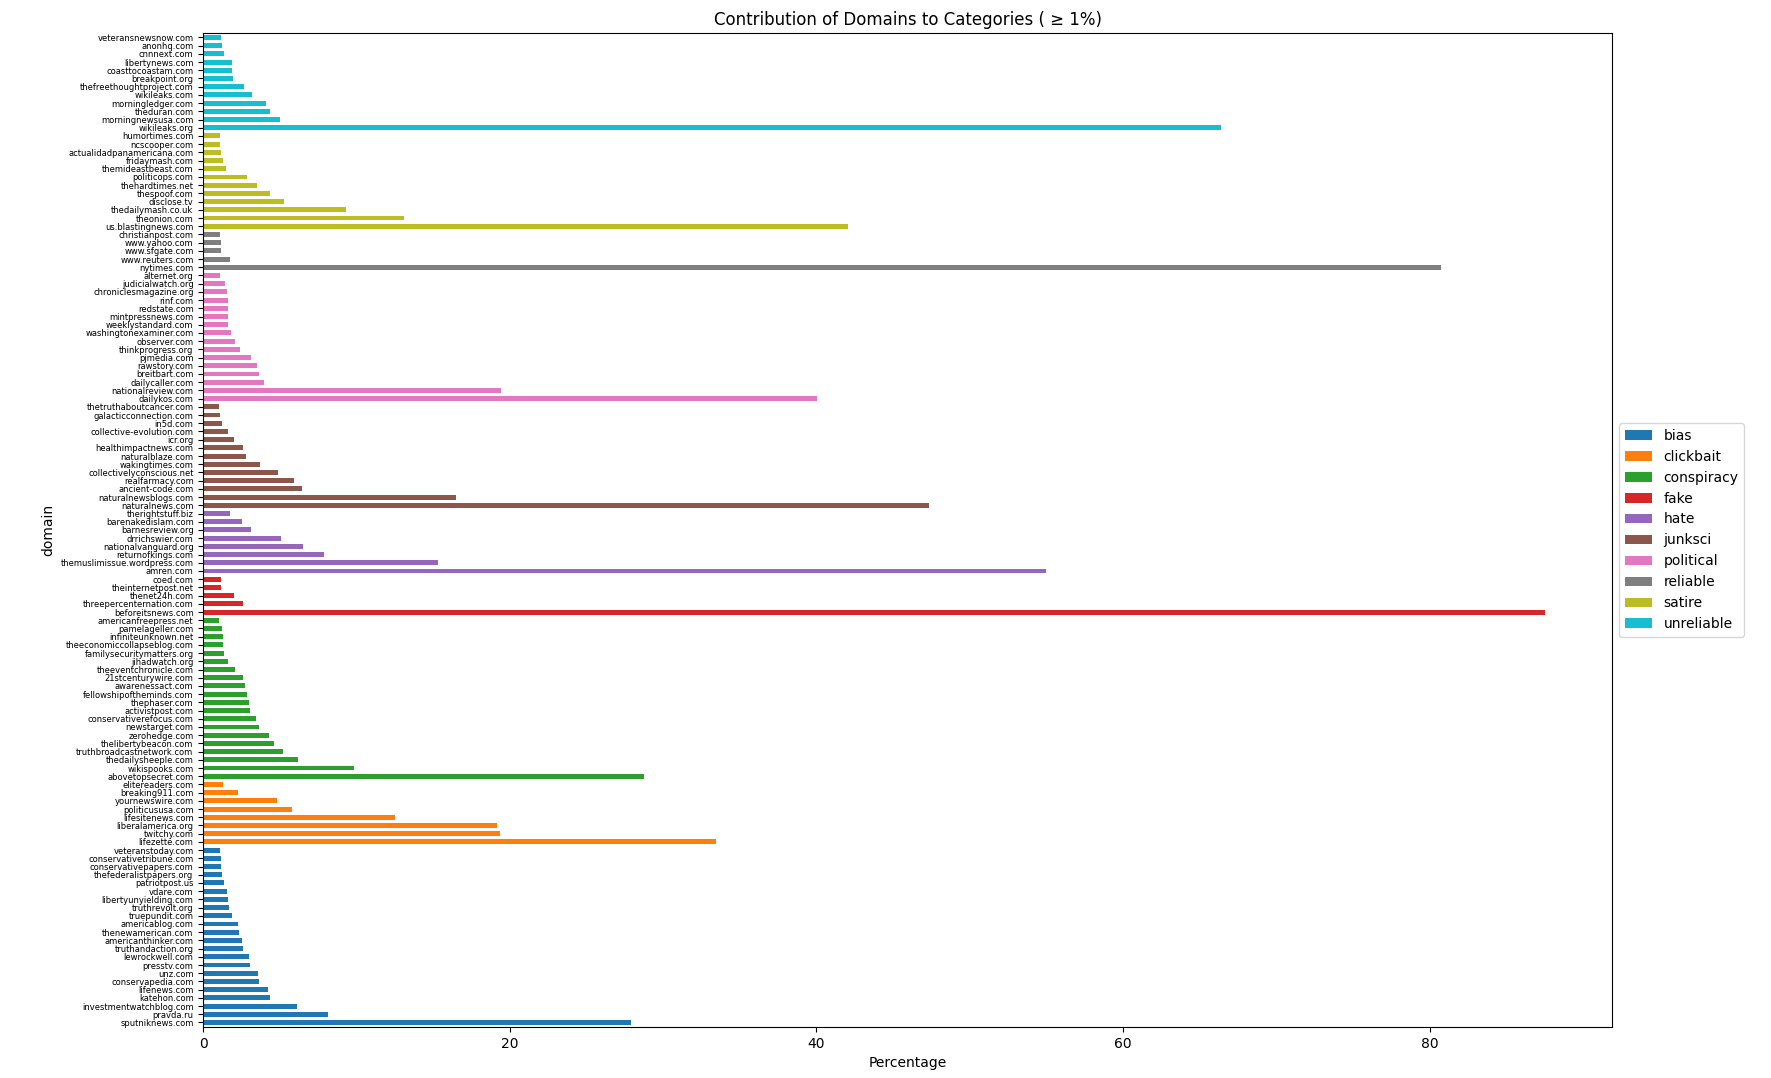 Contribution of Domains to Categories ( ≥ 1%)
veteransnewsnow.com
anonhq.com
cnnnext.com
libertynews.com
coasttocoastam.com
breakpoint.org
thefreethoughtproject.com
wikileaks.com
morningledger.com
theduran.com
morningnewsusa.com
wikileaks.org
humortimes.com
ncscooper.com
actualidadpanamericana.com
fridaymash.com
themideastbeast.com
politicops.com
thehardtimes.net
thespoof.com
disclose.tv
thedailymash.co.uk
theonion.com
us.blastingnews.com
christianpost.com
www.yahoo.com
www.sfgate.com
www.reuters.com
nytimes.com
alternet.org
judicialwatch.org
chroniclesmagazine.org
rinf.com
redstate.com
mintpressnews.com
weeklystandard.com
washingtonexaminer.com
observer.com
thinkprogress.org
pjmedia.com
rawstory.com
breitbart.com
dailycaller.com
nationalreview.com
dailykos.com
thetruthaboutcancer.com
galacticconnection.com
in5d.com
collective-evolution.com
icr.org
healthimpactnews.com
naturalblaze.com
wakingtimes.com
collectivelyconscious.net
realfarmacy.com
ancient-code.com
naturalnewsblogs.com
naturalnews.com
therightstuff.biz
barenakedislam.com
barnesreview.org
drrichswier.com
nationalvanguard.org
returnofkings.com
themuslimissue.wordpress.com
amren.com
coed.com
theinternetpost.net
thenet24h.com
threepercenternation.com
beforeitsnews.com
americanfreepress.net
pamelageller.com
infiniteunknown.net
theeconomiccollapseblog.com
familysecuritymatters.org
jihadwatch.org
theeventchronicle.com
21stcenturywire.com
awarenessact.com
fellowshipoftheminds.com
thephaser.com
activistpost.com
conservativerefocus.com
newstarget.com
zerohedge.com
thelibertybeacon.com
truthbroadcastnetwork.com
thedailysheeple.com
wikispooks.com
abovetopsecret.com
elitereaders.com
breaking911.com
yournewswire.com
politicususa.com
lifesitenews.com
liberalamerica.org
twitchy.com
lifezette.com
veteranstoday.com
conservativetribune.com
conservativepapers.com
thefederalistpapers.org
patriotpost.us
vdare.com
libertyunyielding.com
truthrevolt.org
truepundit.com
americablog.com
thenewamerican.com
americanthinker.com
truthandaction.org
lewrockwell.com
presstv.com
unz.com
conservapedia.com
lifenews.com
katehon.com
investmentwatchblog.com
pravda.ru
sputniknews.com
domain
0 20 40 60 80
Percentage
bias
clickbait
conspiracy
fake
hate
junksci
political
reliable
satire
unreliable